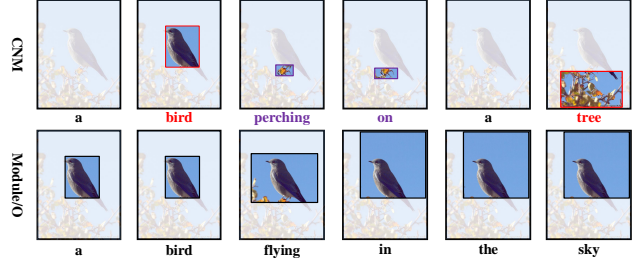 CNM
a bird perching on a tree
Module/O
a bird flying in the sky